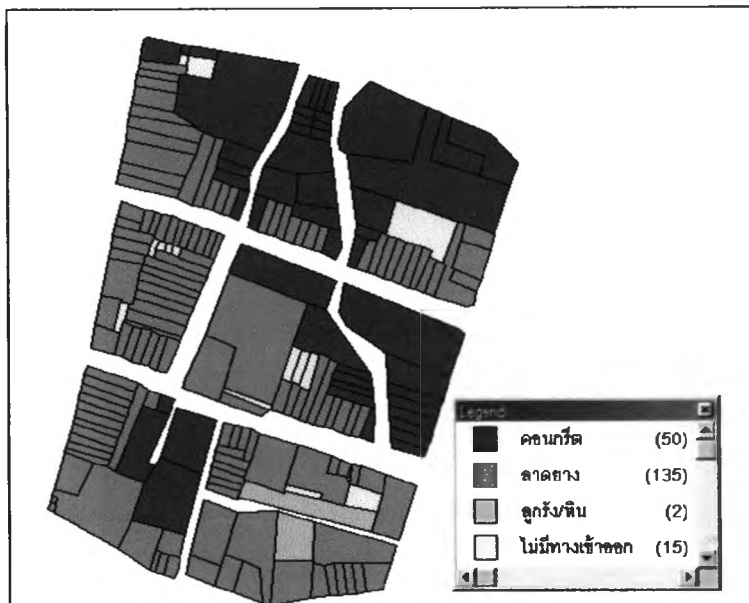 Legend
คอนกรีต (50)
ลาดยาง (135)
ลูกรัง/หิน (2)
ไม่มีทางเข้าออก (15)